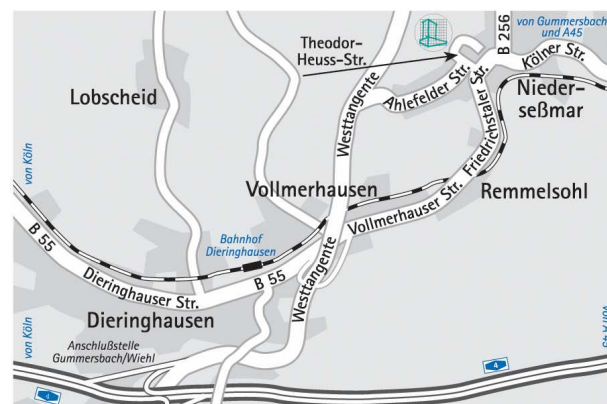 von Gummersbach
und A45
B 256
Theodor-
Heuss-Str.
Kölner Str.
Ahlefelder Str.
Lobscheid
Westtangente
Nieder-
seßmar
Friedrichstaler Str.
von Köln
Vollmerhausen
Remmelsohl
Vollmerhauser Str.
Bahnhof
Dieringhausen
B 55
B 55
Dieringhauser Str.
Westtangente
Dieringhausen
von Köln
Anschlußstelle
Gummersbach/Wiehl
von A 45
4
4